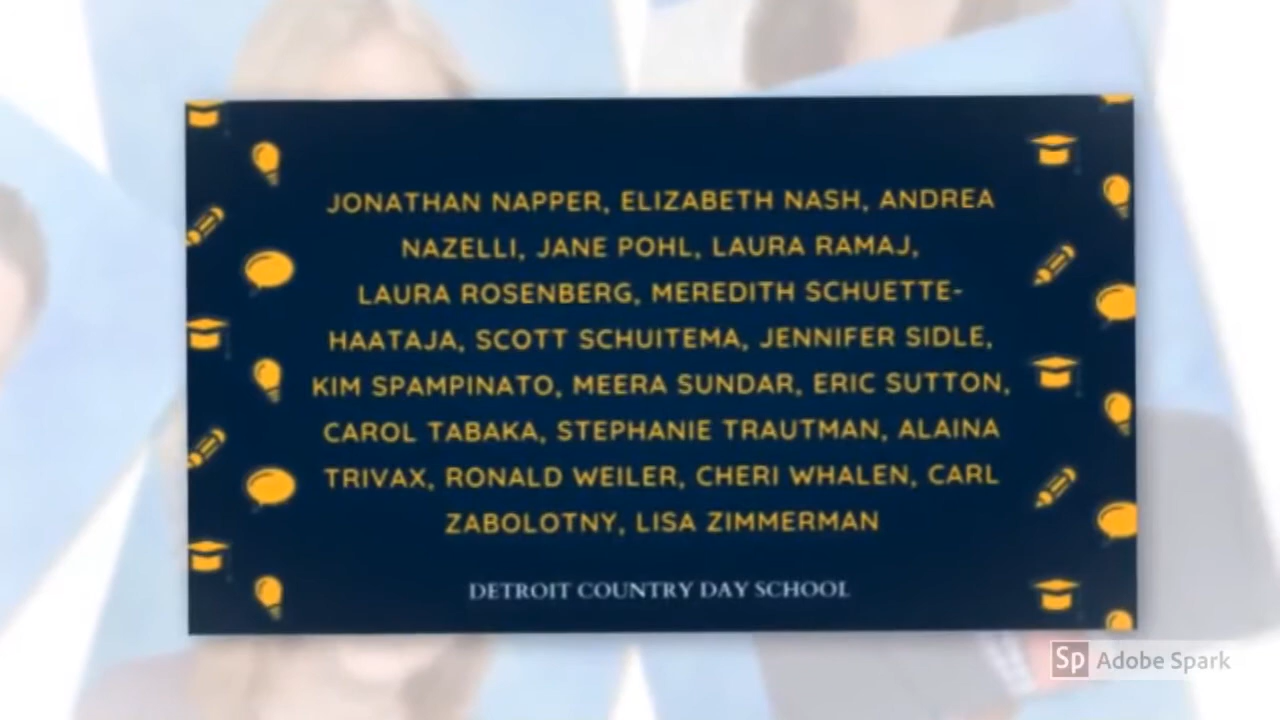 JONATHAN NAPPER, ELIZABETH NASH, ANDREA
NAZELLI, JANE POHL, LAURA RAMAJ,
LAURA ROSENBERG, MEREDITH SCHUETTE-
HAATAJA, SCOTT SCHUITEMA, JENNIFER SIDLE,
KIM SPAMPINATO, MEERA SUNDAR, ERIC SUTTON,
CAROL TABAKA, STEPHANIE TRAUTMAN, ALAINA
TRIVAX, RONALD WEILER, CHERI WHALEN, CARL
ZABOLOTNY, LISA ZIMMERMAN
DETROIT COUNTRY DAY SCHOOL
Sp Adobe Spark